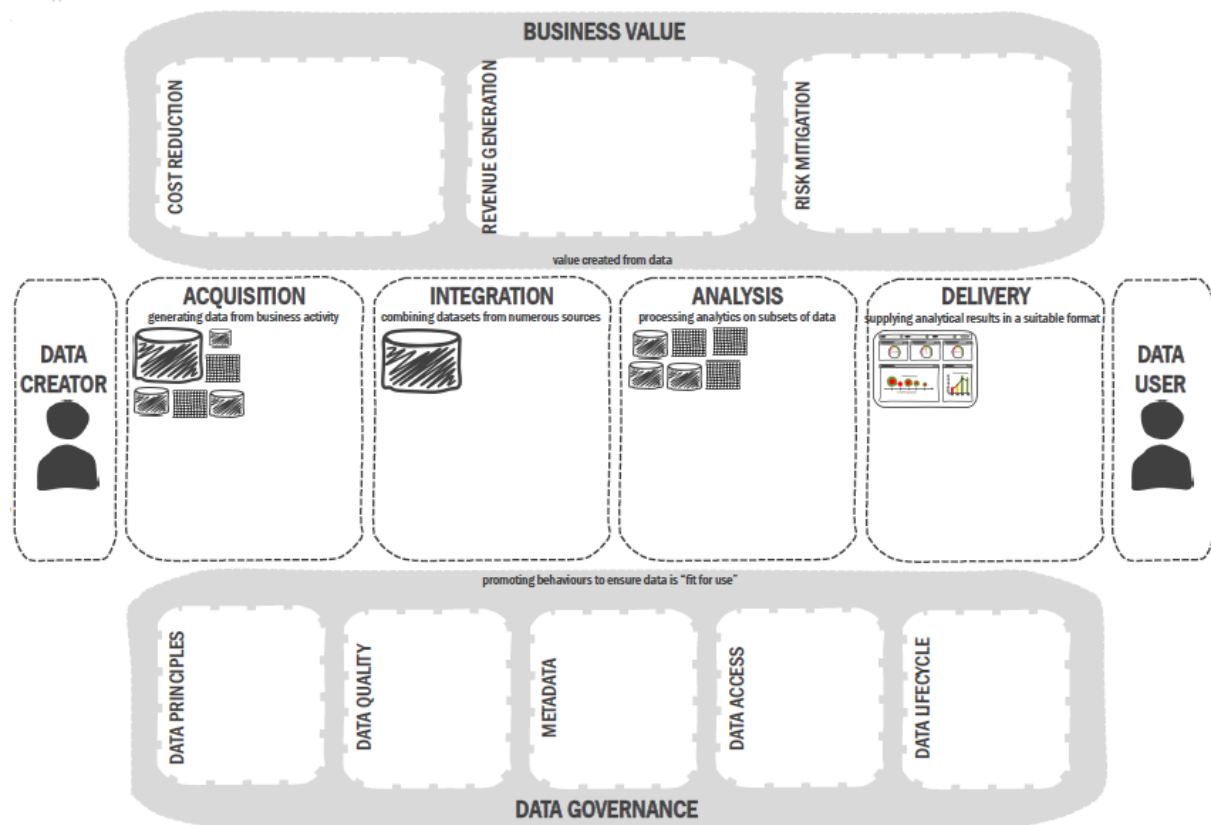 BUSINESS VALUE
COST REDUCTION
REVENUE GENERATION
RISK MITIGATION
value created from data
DATA
CREATOR
ACQUISITION
generating data from business activity
INTEGRATION
combining datasets from numerous sources
ANALYSIS
processing analytics on subsets of data
DELIVERY
supplying analytical results in a suitable format
DATA
USER
promoting behaviours to ensure data is "fit for use"
DATA PRINCIPLES
DATA QUALITY
METADATA
DATA ACCESS
DATA LIFECYCLE
DATA GOVERNANCE